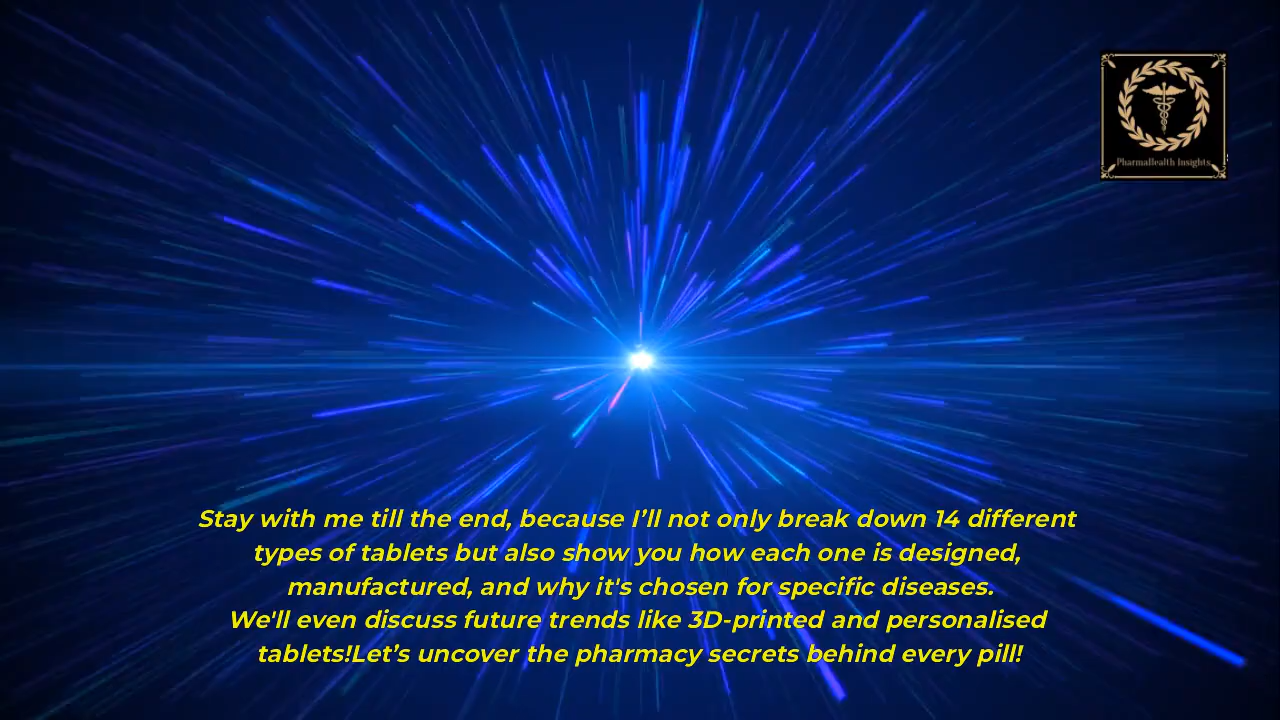 PharmaHealth Insights
Stay with me till the end, because I’ll not only break down 14 different
types of tablets but also show you how each one is designed,
manufactured, and why it's chosen for specific diseases.
We'll even discuss future trends like 3D-printed and personalised
tablets!Let’s uncover the pharmacy secrets behind every pill!